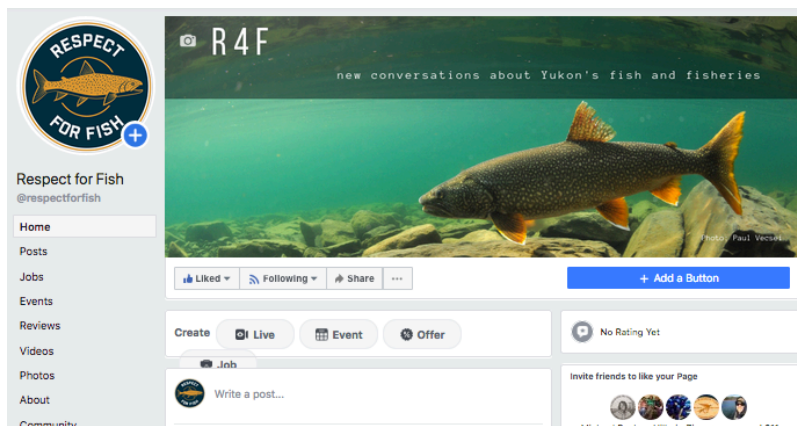 RESPECT
FOR FISH
R4F
new conversations about Yukon's fish and fisheries
Photo: Paul Vecsei
Respect for Fish
@respectforfish
Home
Posts
Jobs
Events
Reviews
Videos
Photos
About
Community
Liked
Following
Share
+ Add a Button
Create
Live
Event
Offer
Job
Write a post...
No Rating Yet
Invite friends to like your Page